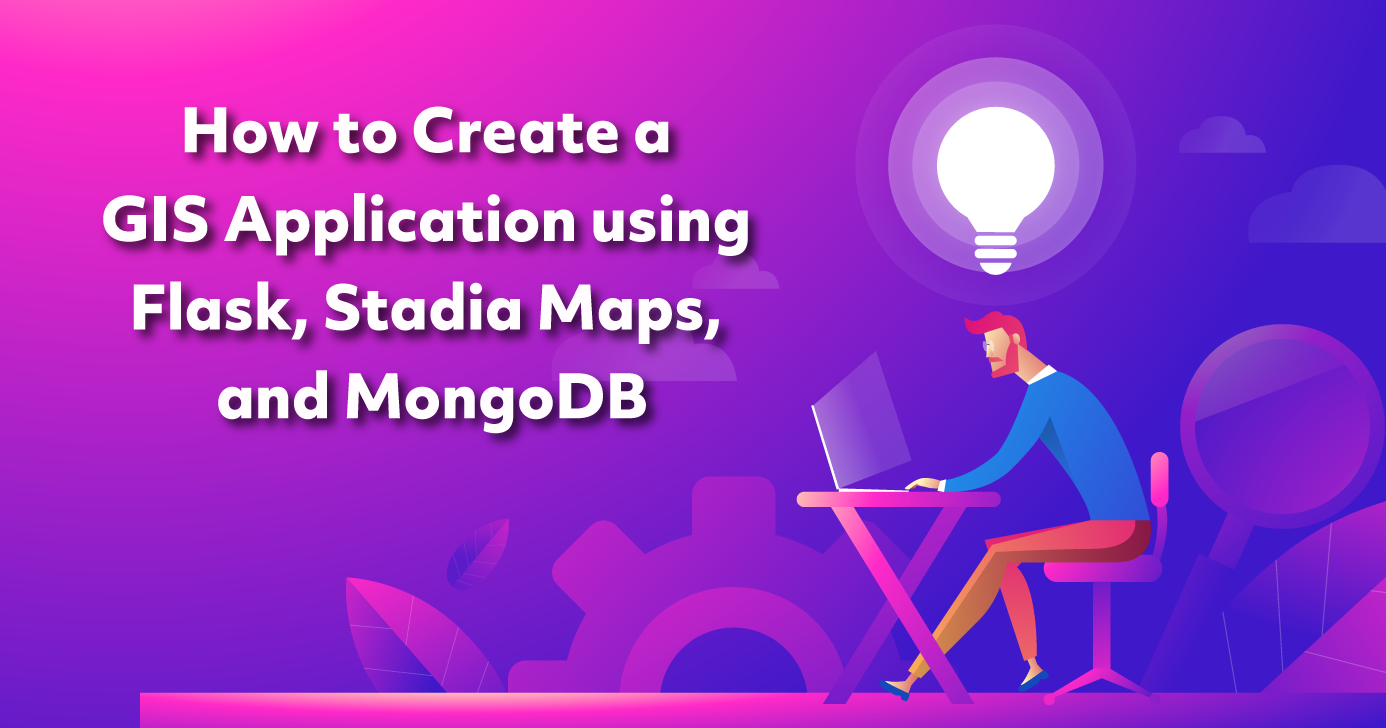 How to Create a
GIS Application using
Flask, Stadia Maps,
and MongoDB